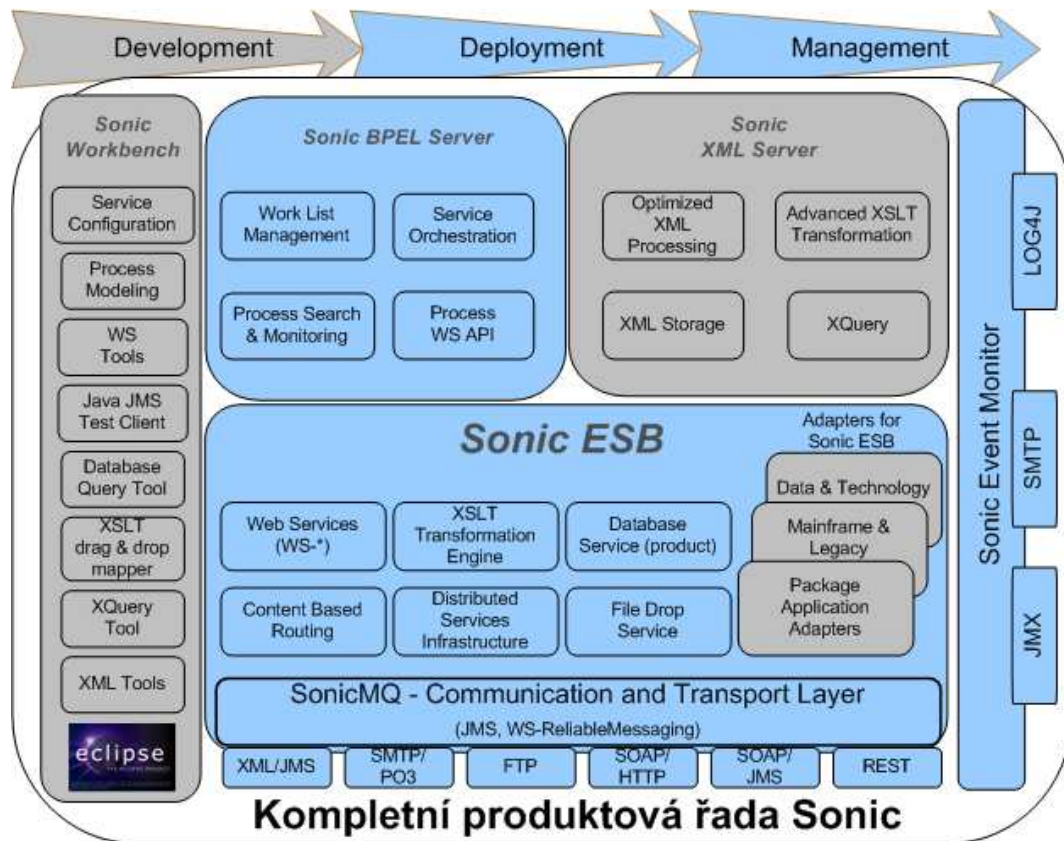 Development
Deployment
Management
Sonic
Workbench
Service
Configuration
Process
Modeling
WS
Tools
Java JMS
Test Client
Database
Query Tool
XSLT
drag & drop
mapper
XQuery
Tool
XML Tools
eclipse
Sonic BPEL Server
Work List
Management
Service
Orchestration
Process Search
& Monitoring
Process
WS API
Sonic
XML Server
Optimized
XML
Processing
Advanced XSLT
Transformation
XML Storage
XQuery
Sonic ESB
Adapters for
Sonic ESB
Data & Technology
Mainframe &
Legacy
Package
Application
Adapters
Web Services
(WS-*)
XSLT
Transformation
Engine
Database
Service (product)
Content Based
Routing
Distributed
Services
Infrastructure
File Drop
Service
SonicMQ - Communication and Transport Layer
(JMS, WS-ReliableMessaging)
XML/JMS
SMTP/
PO3
FTP
SOAP/
HTTP
SOAP/
JMS
REST
Sonic Event Monitor
LOG4J
SMTP
JMX
Kompletní produktová řada Sonic